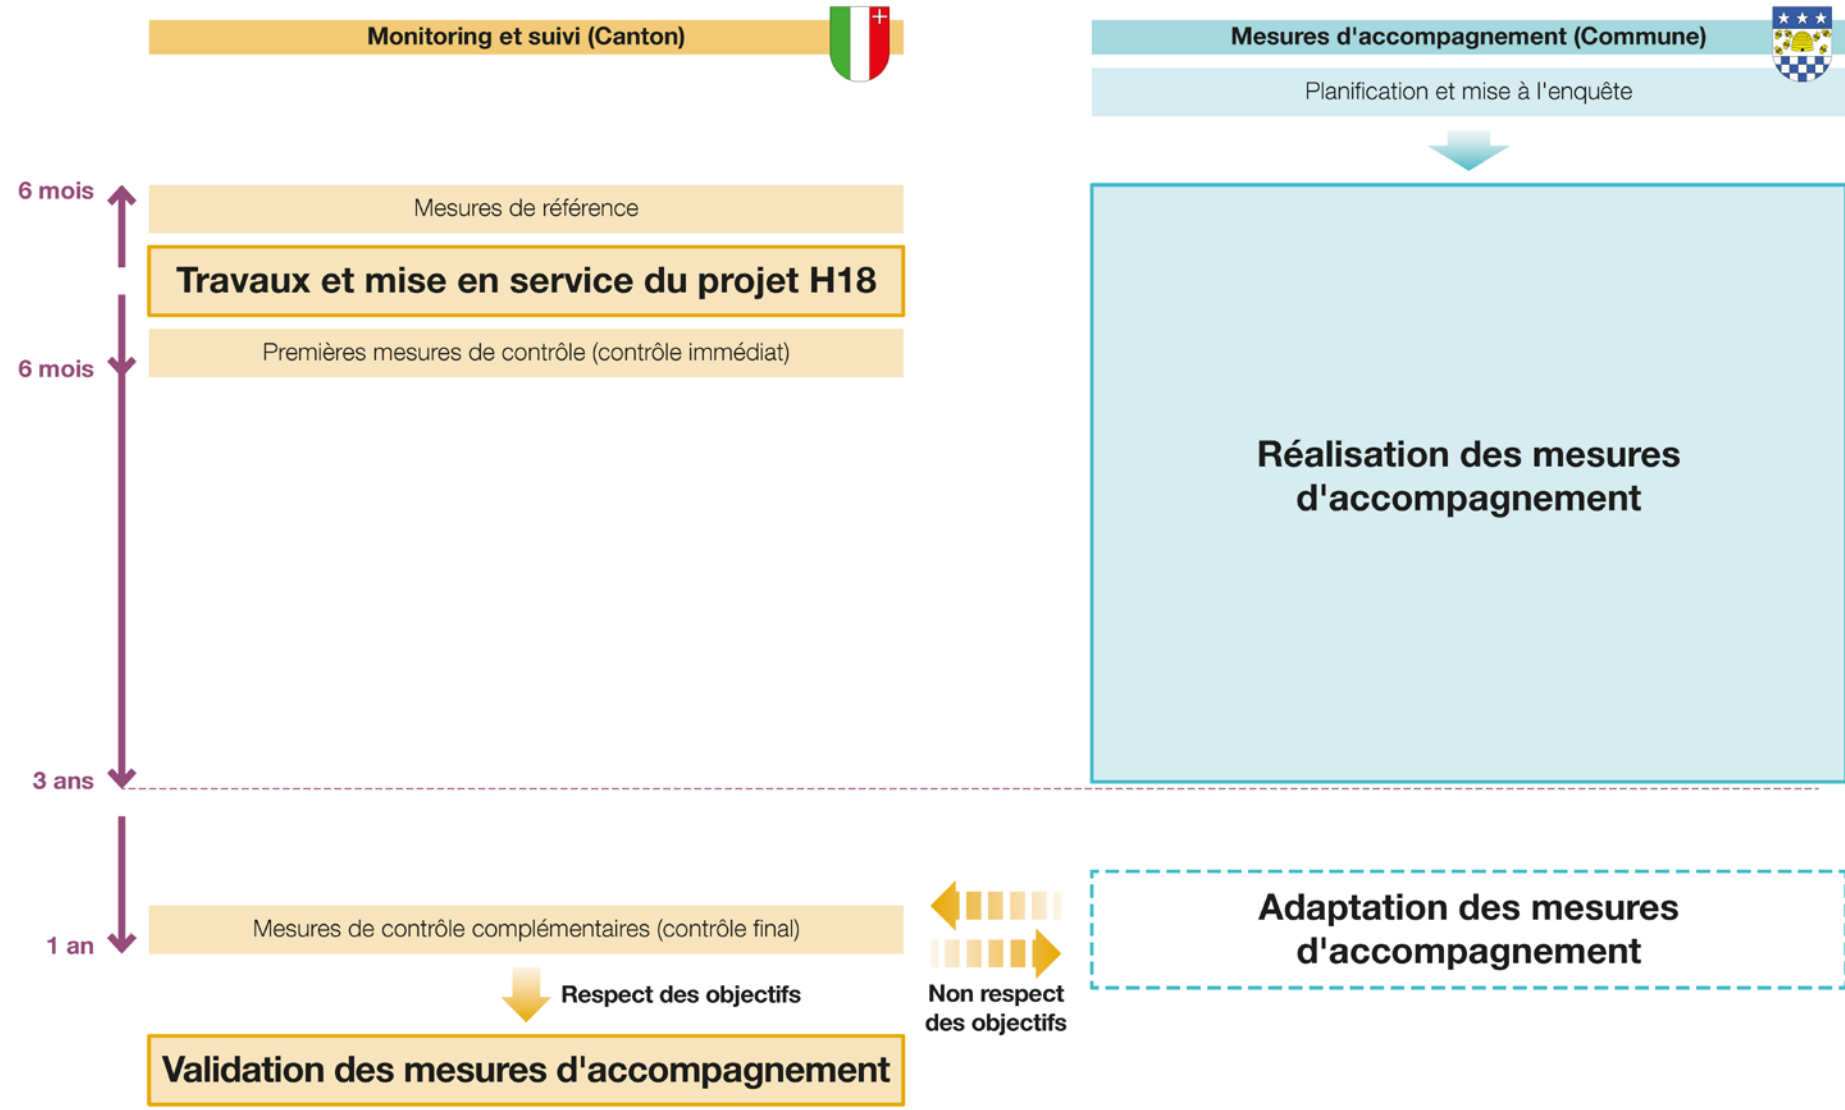 Monitoring et suivi (Canton)
Mesures d'accompagnement (Commune)
Planification et mise à l'enquête
6 mois
Mesures de référence
Travaux et mise en service du projet H18
Premières mesures de contrôle (contrôle immédiat)
6 mois
Réalisation des mesures
d'accompagnement
3 ans
Mesures de contrôle complémentaires (contrôle final)
1 an
Adaptation des mesures
d'accompagnement
Respect des objectifs
Non respect
des objectifs
Validation des mesures d'accompagnement